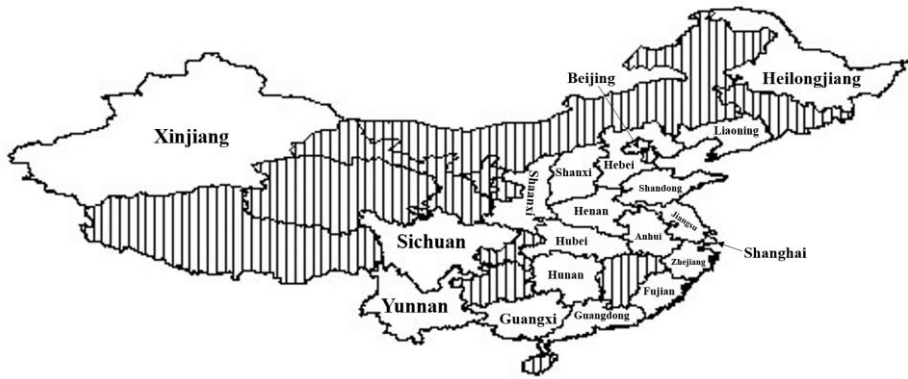 Heilongjiang
Beijing
Liaoning
Xinjiang
Hebei
Shanxi
Shaanxi
Shandong
Henan
Jiangsu
Sichuan
Hubei
Anhui
Shanghai
Zhejiang
Hunan
Fujian
Yunnan
Guangxi
Guangdong